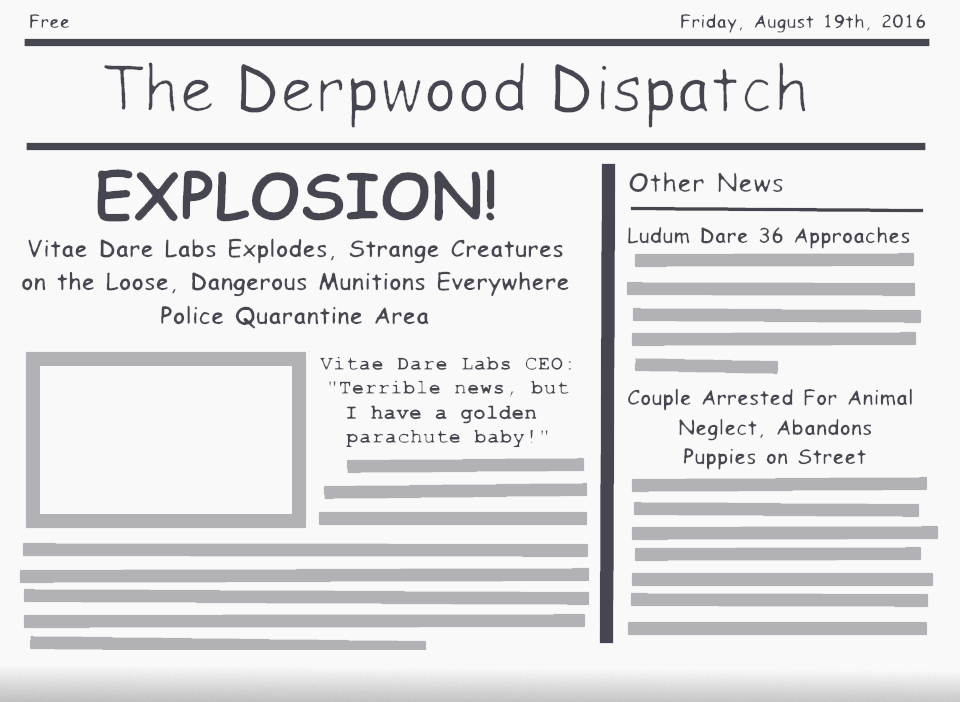 Free
Friday, August 19th, 2016
The Derpwood Dispatch
EXPLOSION!
Vitae Dare Labs Explodes, Strange Creatures
on the Loose, Dangerous Munitions Everywhere
Police Quarantine Area
Vitae Dare Labs CEO:
"Terrible news, but
I have a golden
parachute baby!"
Other News
Ludum Dare 36 Approaches
Couple Arrested For Animal
Neglect, Abandons
Puppies on Street